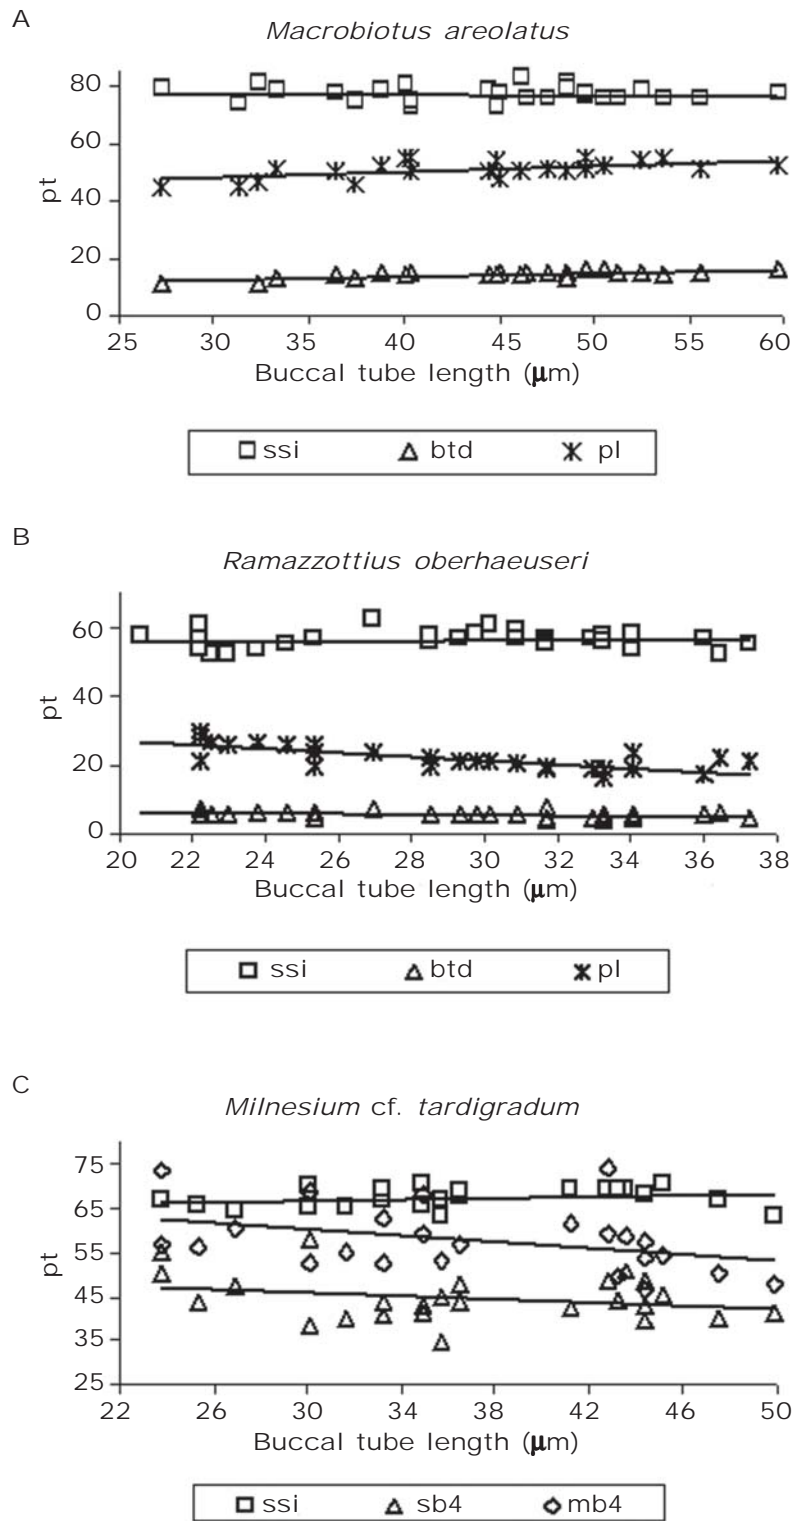 A
Macrobiotus areolatus
80
60
40
20
0
pt
25 30 35 40 45 50 55 60
Buccal tube length (μm)
ssi btd pl
B
Ramazzottius oberhaeuseri
60
40
20
0
pt
20 22 24 26 28 30 32 34 36 38
Buccal tube length (μm)
ssi btd pl
C
Milnesium cf. tardigradum
75
65
55
45
35
25
pt
22 26 30 34 38 42 46 50
Buccal tube length (μm)
ssi sb4 mb4